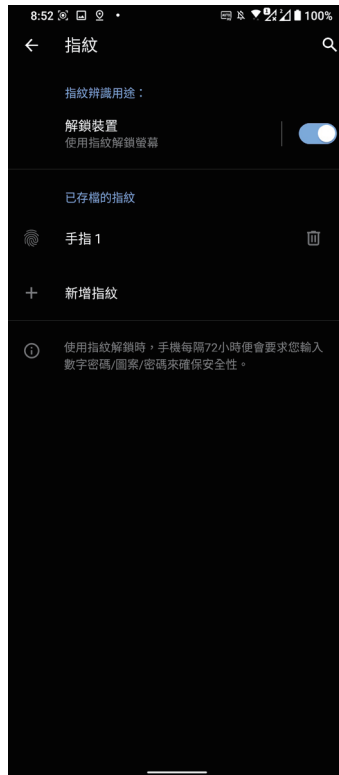 8:52 100%
指紋
指紋辨識用途：
解鎖裝置
使用指紋解鎖螢幕
已存檔的指紋
手指 1
新增指紋
使用指紋解鎖時，手機每隔72小時便會要求您輸入
數字密碼/圖案/密碼來確保安全性。